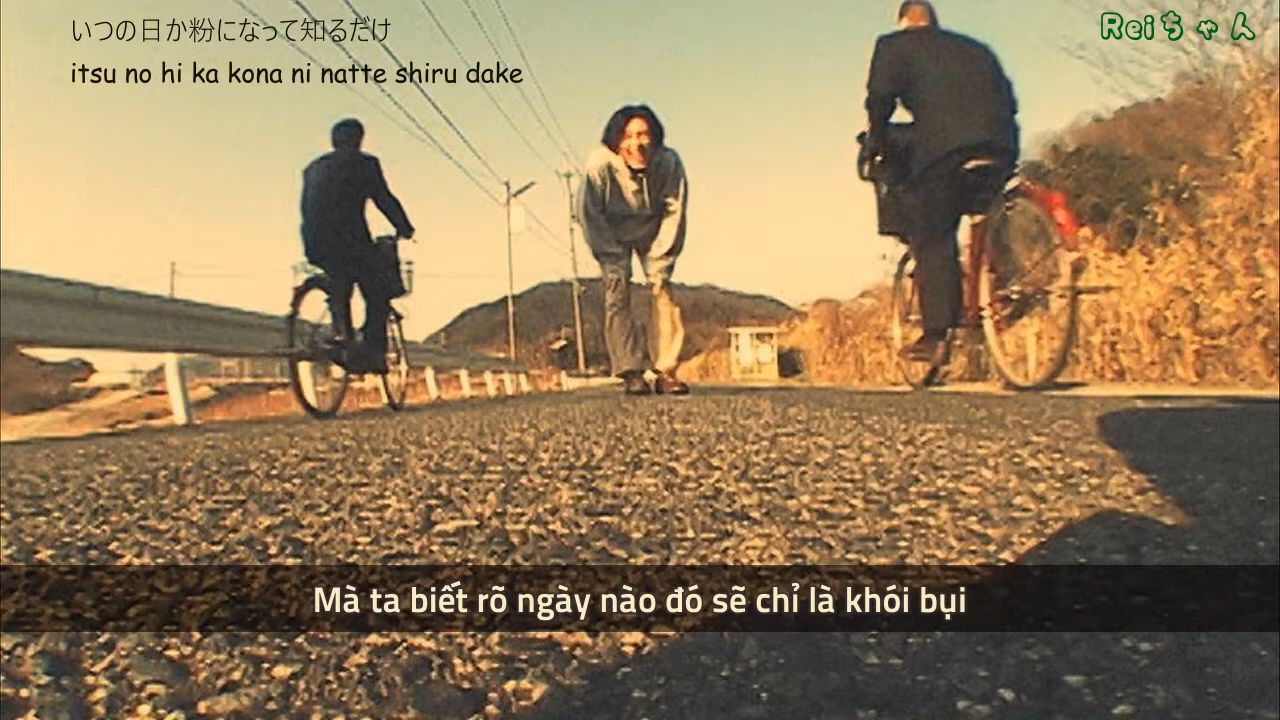 いつの日か粉になって知るだけ
itsu no hi ka kona ni natte shiru dake
Reiちゃん
Mà ta biết rõ ngày nào đó sẽ chỉ là khói bụi